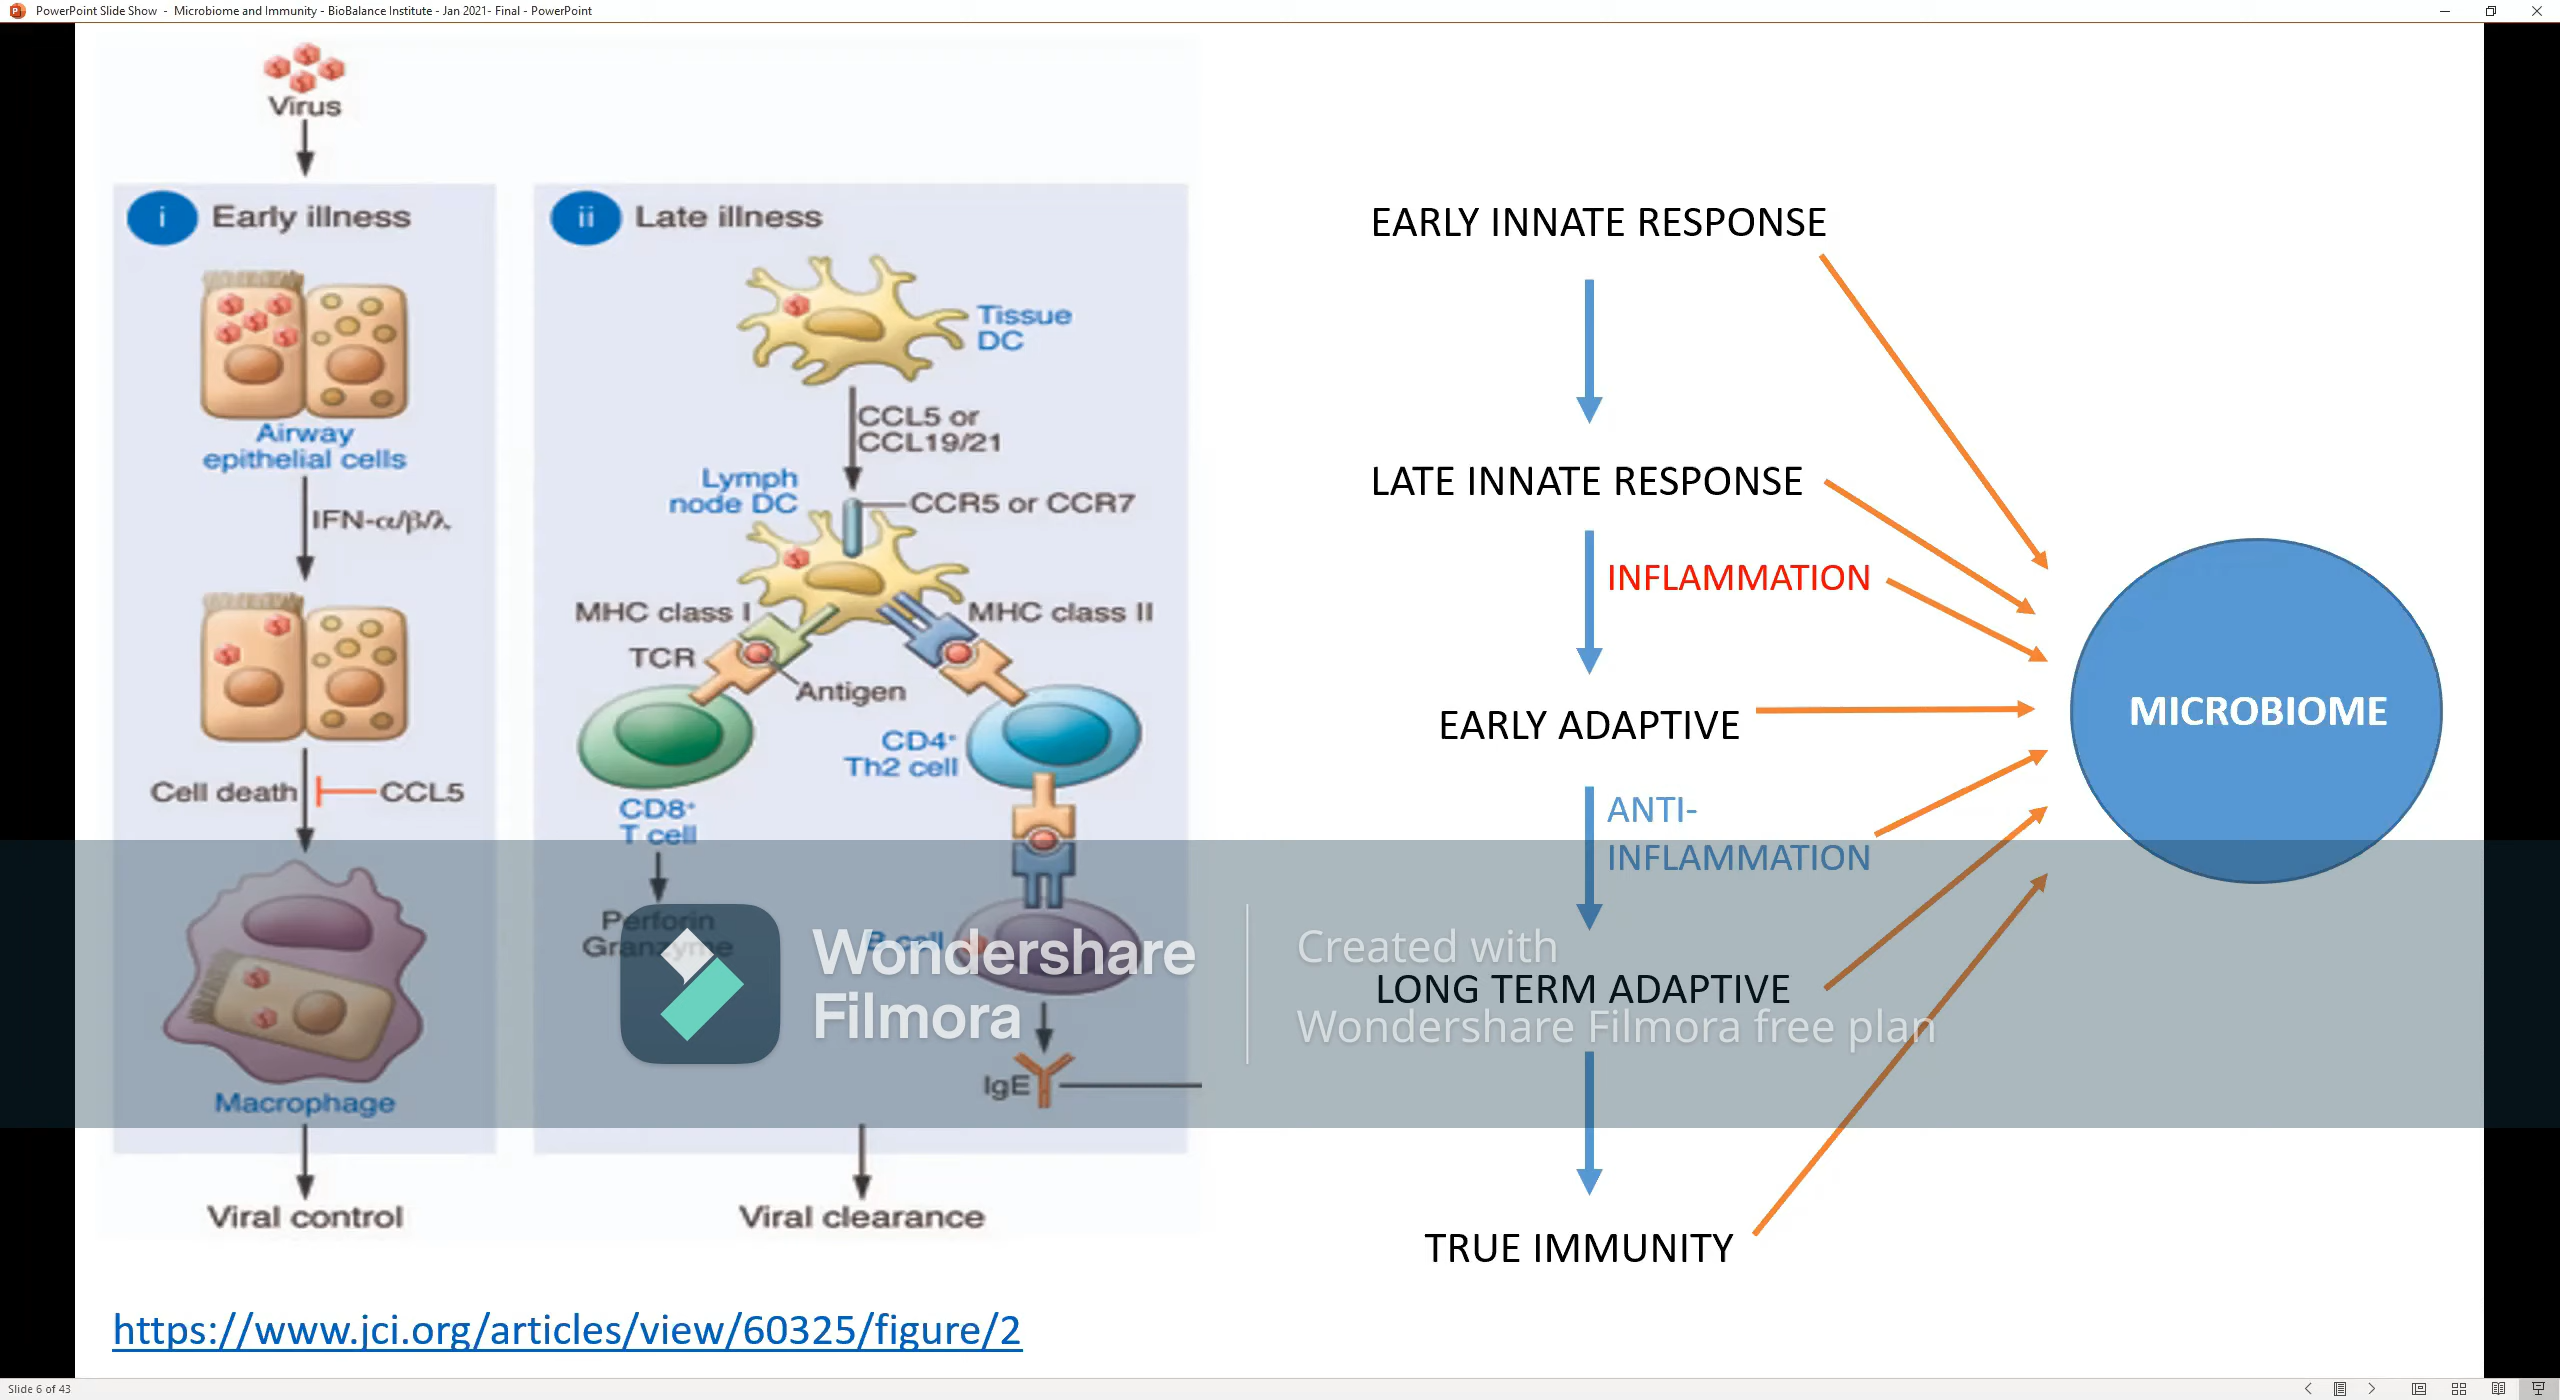 PowerPoint Slide Show - Microbiome and Immunity - BioBalance Institute - Jan 2021- Final - PowerPoint
Virus
i
Early illness
Airway
epithelial cells
IFN-α/β/λ
Cell death
CCL5
Macrophage
Viral control
ii
Late illness
Tissue
DC
CCL5 or
CCL19/21
Lymph
node DC
CCR5 or CCR7
MHC class I
MHC class II
TCR
Antigen
CD8+
T cell
CD4+
Th2 cell
Perforin
Granzyme
B cell
IgE
Viral clearance
EARLY INNATE RESPONSE
LATE INNATE RESPONSE
INFLAMMATION
EARLY ADAPTIVE
ANTI-
INFLAMMATION
LONG TERM ADAPTIVE
TRUE IMMUNITY
MICROBIOME
Wondershare
Filmora
Created with
Wondershare Filmora free plan
https://www.jci.org/articles/view/60325/figure/2
Slide 6 of 43